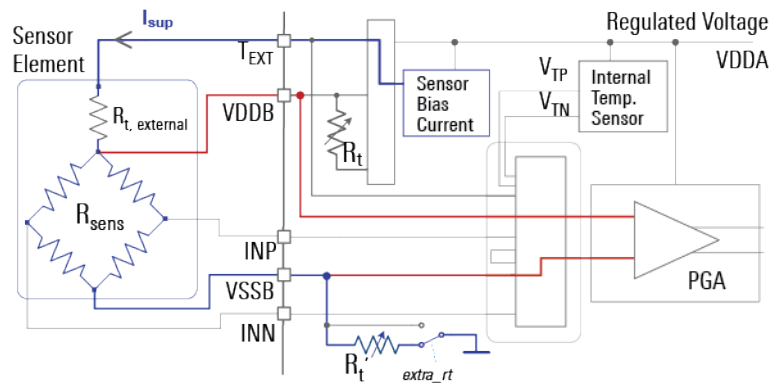 Sensor
Element
Isup
TEXT
Regulated Voltage
VDDA
Rt, external
VDDB
Rt
Sensor
Bias
Current
VTP
VTN
Internal
Temp.
Sensor
Rsens
INP
VSSB
INN
PGA
Rt'
extra_rt